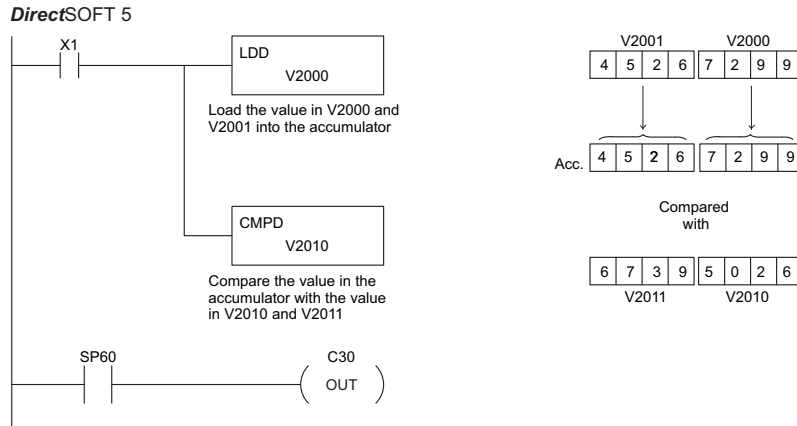 DirectSOFT 5
X1
LDD
V2000
Load the value in V2000 and
V2001 into the accumulator
CMPD
V2010
Compare the value in the
accumulator with the value
in V2010 and V2011
SP60
C30
OUT
V2001 V2000
4 5 2 6 7 2 9 9
Acc. 4 5 2 6 7 2 9 9
Compared
with
6 7 3 9 5 0 2 6
V2011 V2010